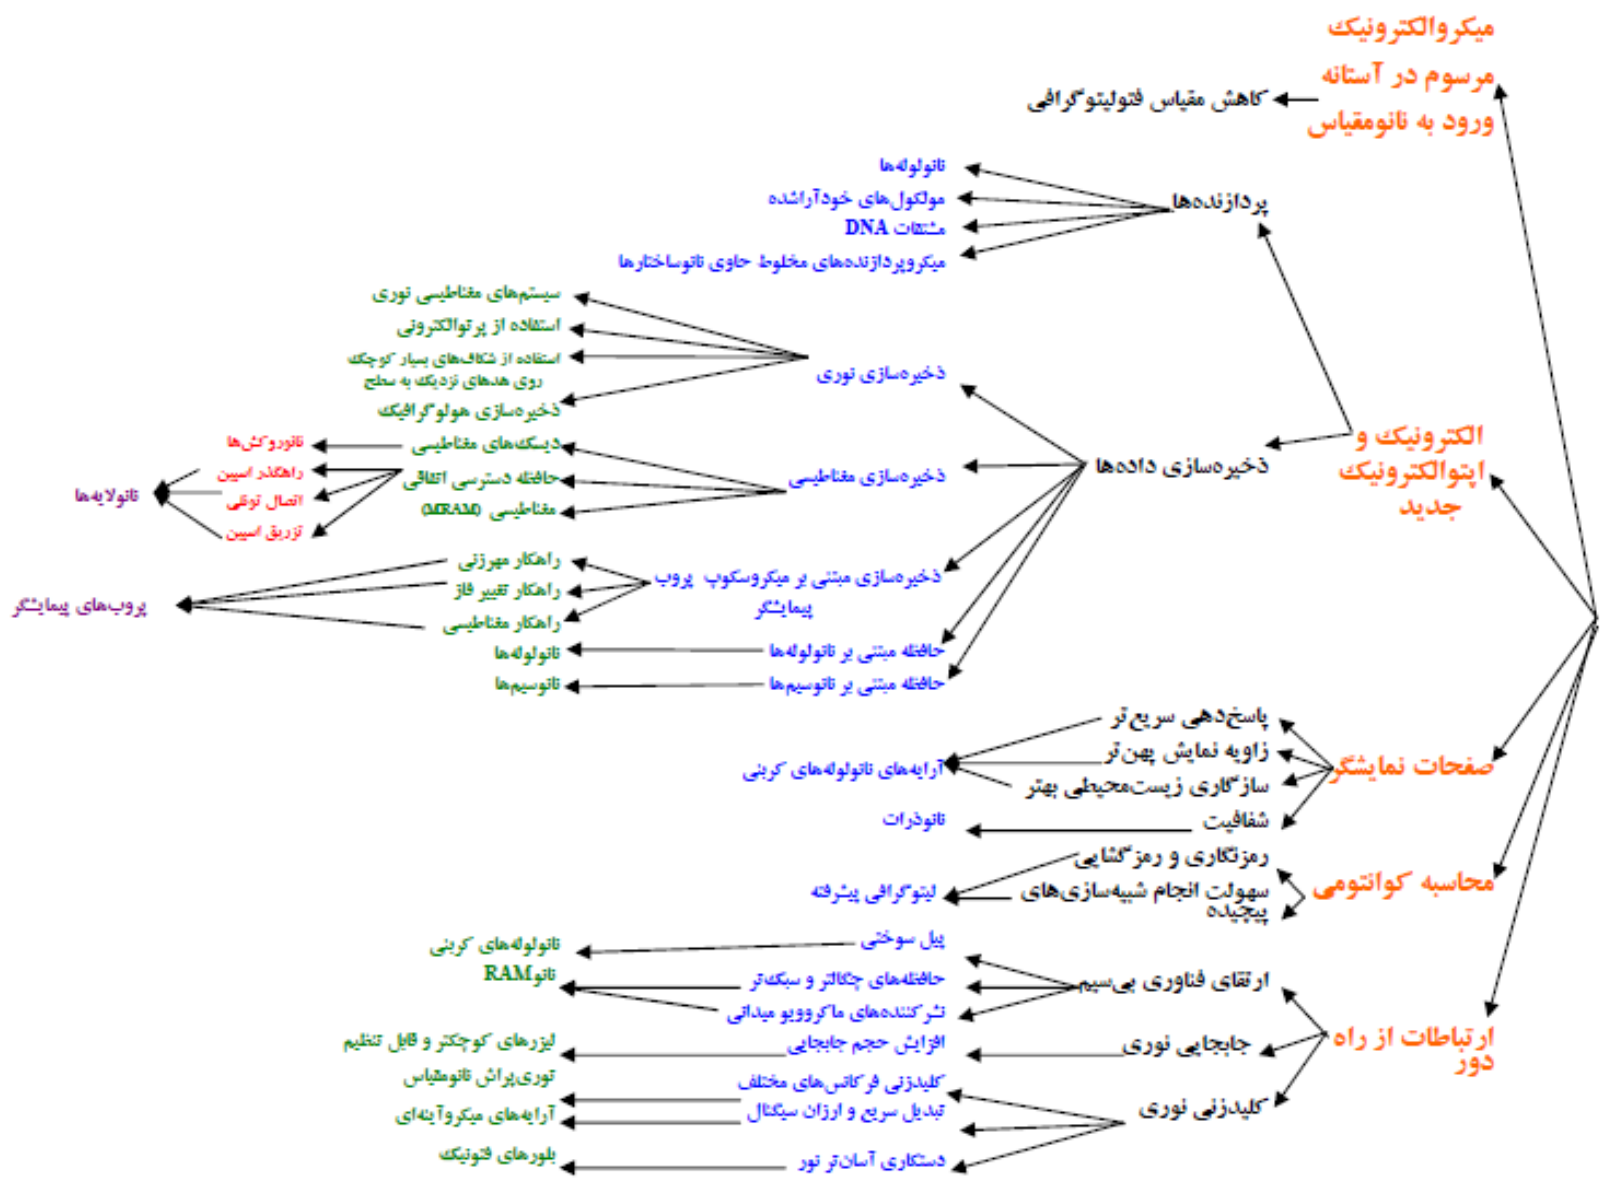 میکروالکترونیک
مرسوم در آستانه
ورود به نانومقیاس
کاهش مقیاس فتولیتوگرافی
الکترونیک و
اپتوالکترونیک
جدید
پردازنده‌ها
نانولوله‌ها
مولکول‌های خودآراشده
مشتقات DNA
میکروپردازنده‌های مخلوط حاوی نانوساختارها
ذخیره‌سازی داده‌ها
ذخیره‌سازی نوری
سیستم‌های مغناطیسی نوری
استفاده از پرتوالکترونی
استفاده از شکاف‌های بسیار کوچک
روی هدهای نزدیک به سطح
ذخیره‌سازی هولوگرافیک
ذخیره‌سازی مغناطیسی
دیسک‌های مغناطیسی
نانوروکش‌ها
حافظه دسترسی اتفاقی
مغناطیسی (MRAM)
راهگذر اسپین
اتصال تونلی
تزریق اسپین
نانولایه‌ها
ذخیره‌سازی مبتنی بر میکروسکوپ پروب
پیمایشگر
راهکار مهرزنی
راهکار تغییر فاز
راهکار مغناطیسی
پروب‌های پیمایشگر
حافظه مبتنی بر نانولوله‌ها
نانولوله‌ها
حافظه مبتنی بر نانوسیم‌ها
نانوسیم‌ها
صفحات نمایشگر
پاسخ‌دهی سریع‌تر
زاویه نمایش پهن‌تر
سازگاری زیست‌محیطی بهتر
آرایه‌های نانولوله‌های کربنی
شفافیت
نانوذرات
محاسبه کوانتومی
رمزنگاری و رمزگشایی
سهولت انجام شبیه‌سازی‌های
پیچیده
لیتوگرافی پیشرفته
ارتباطات از راه
دور
ارتقای فناوری بی‌سیم
پیل سوختی
نانولوله‌های کربنی
حافظه‌های چگالتر و سبک‌تر
نانوRAM
نشرکننده‌های ماکروویو میدانی
جابجایی نوری
افزایش حجم جابجایی
لیزرهای کوچکتر و قابل تنظیم
کلیدزنی نوری
کلیدزنی فرکانس‌های مختلف
توری‌پراش نانومقیاس
تبدیل سریع و ارزان سیگنال
آرایه‌های میکروآینه‌ای
دستکاری آسان‌تر نور
بلورهای فتونیک